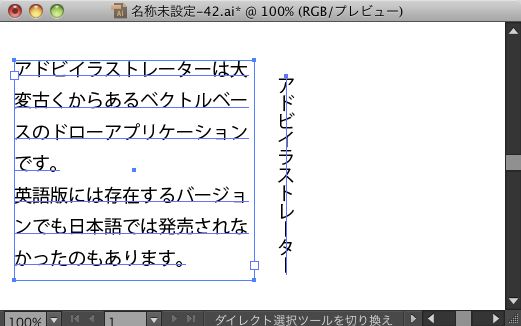 名称未設定-42.ai* @ 100% (RGB/プレビュー)
アドビイラストレーターは大
変古くからあるベクトルベー
スのドローアプリケーション
です。
英語版には存在するバージョ
ンでも日本語では発売されな
かったのもあります。
アドビイラストレーター
100%
1
ダイレクト選択ツールを切り換え